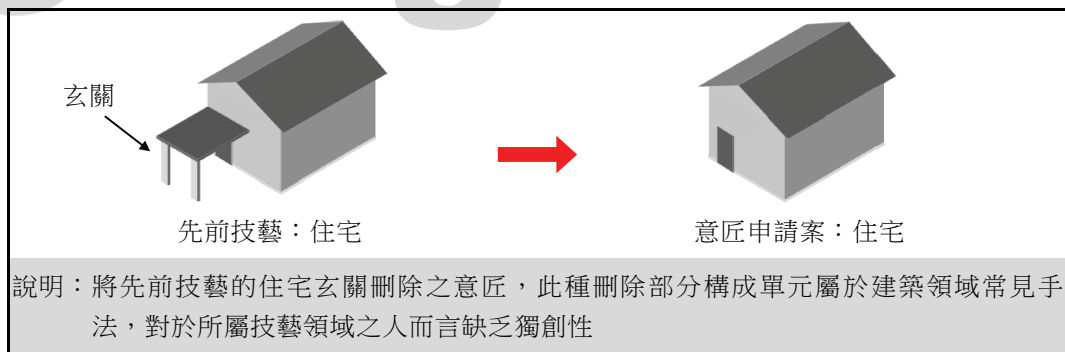 玄關
先前技藝：住宅
意匠申請案：住宅
說明：將先前技藝的住宅玄關刪除之意匠，此種刪除部分構成單元屬於建築領域常見手
法，對於所屬技藝領域之人而言缺乏獨創性